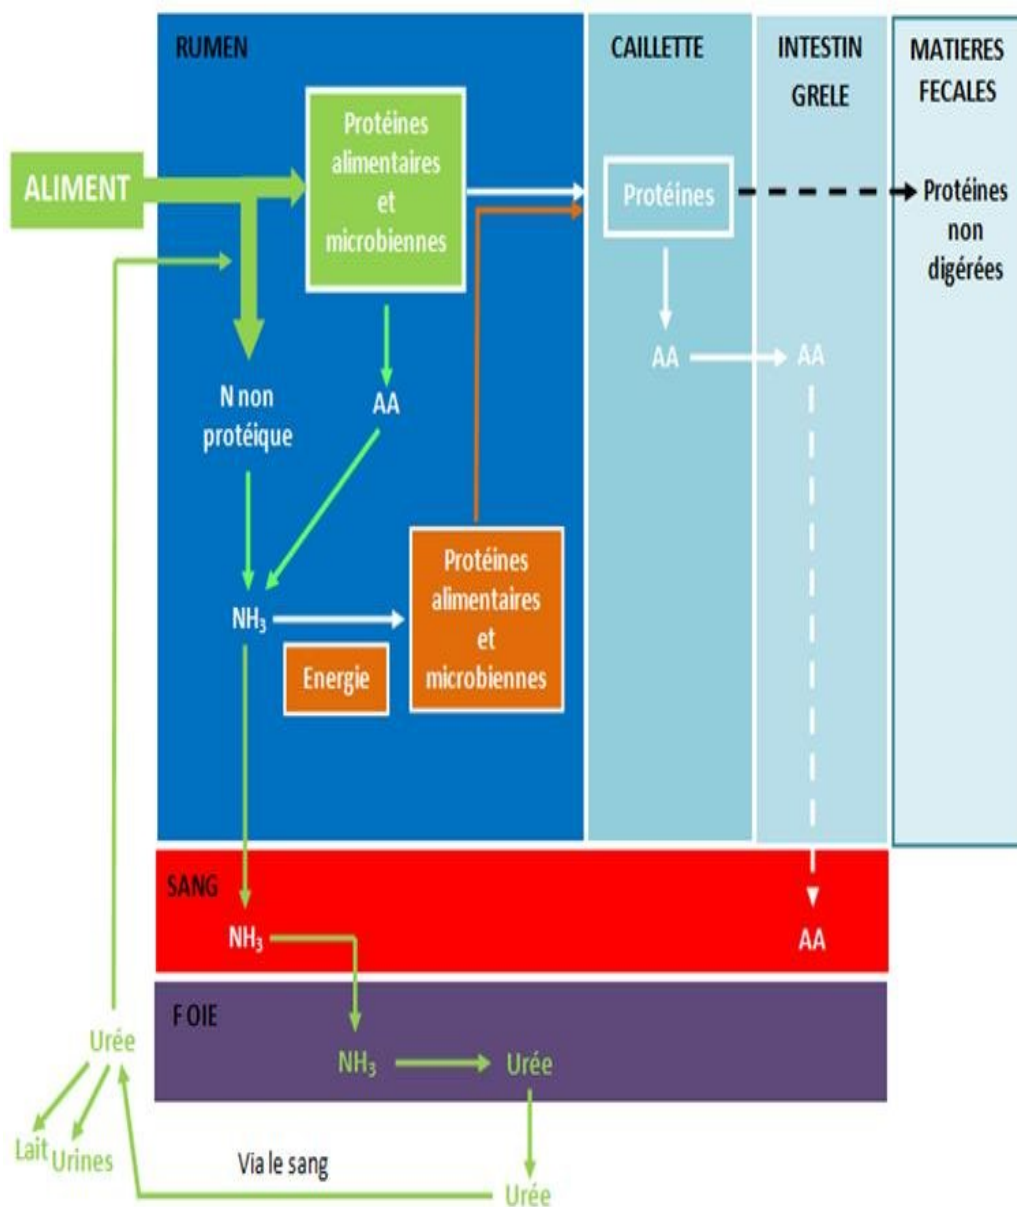 RUMEN
CAILLETTE
INTESTIN
GRELE
MATIERES
FECALES
ALIMENT
Protéines
alimentaires
et
microbiennes
Protéines
Protéines
non
digérées
AA
AA
N non
protéique
AA
NH₃
Energie
Protéines
alimentaires
et
microbiennes
SANG
NH₃
AA
FOIE
NH₃
Urée
Urée
Lait
Urines
Via le sang
Urée